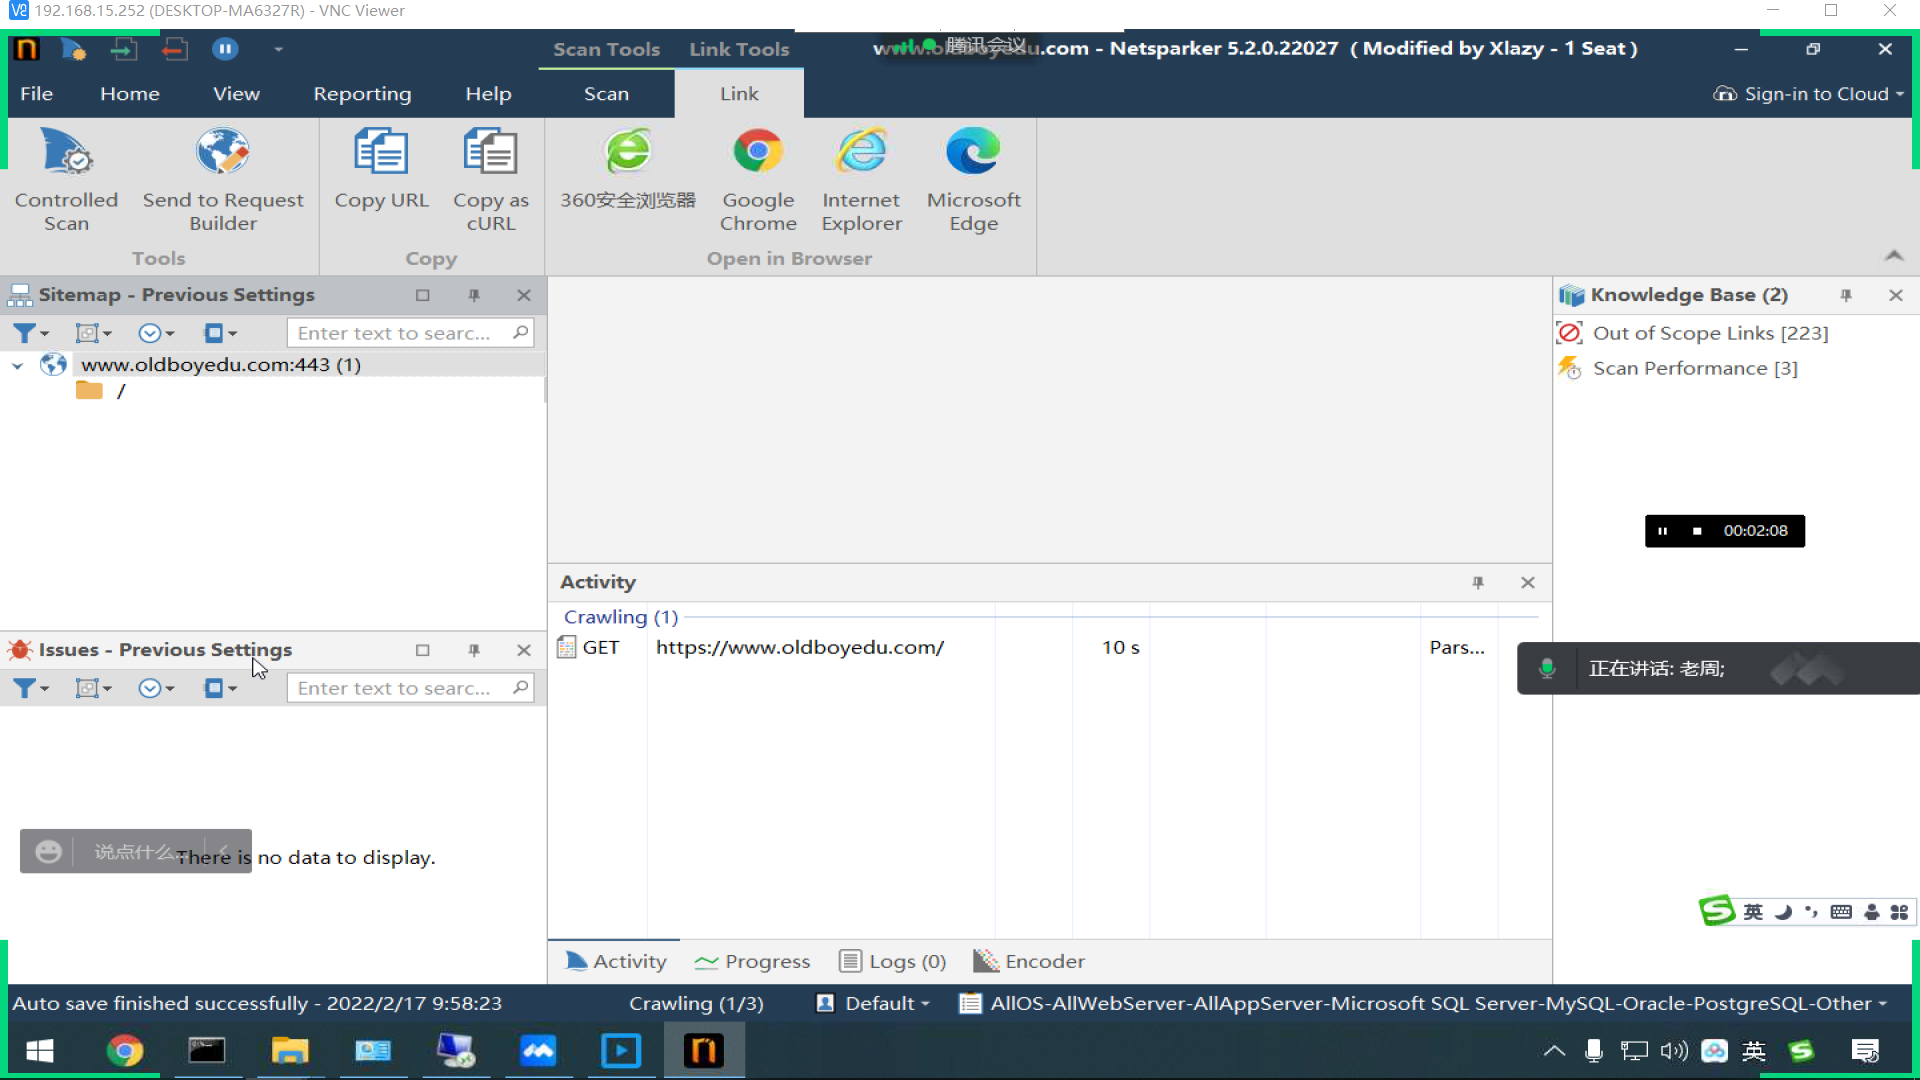 192.168.15.252 (DESKTOP-MA6327R) - VNC Viewer
Scan Tools
Link Tools
www.oldboyedu.com - Netsparker 5.2.0.22027 ( Modified by Xlazy - 1 Seat )
腾讯会议
File
Home
View
Reporting
Help
Scan
Link
Sign-in to Cloud
Controlled Scan
Send to Request Builder
Copy URL
Copy as cURL
360安全浏览器
Google Chrome
Internet Explorer
Microsoft Edge
Tools
Copy
Open in Browser
Sitemap - Previous Settings
Enter text to searc...
www.oldboyedu.com:443 (1)
/
Knowledge Base (2)
Out of Scope Links [223]
Scan Performance [3]
00:02:08
Activity
Crawling (1)
GET https://www.oldboyedu.com/ 10 s Pars...
正在讲话: 老周;
Issues - Previous Settings
Enter text to searc...
说点什么...
There is no data to display.
英
Activity
Progress
Logs (0)
Encoder
Auto save finished successfully - 2022/2/17 9:58:23
Crawling (1/3)
Default
AllOS-AllWebServer-AllAppServer-Microsoft SQL Server-MySQL-Oracle-PostgreSQL-Other
英